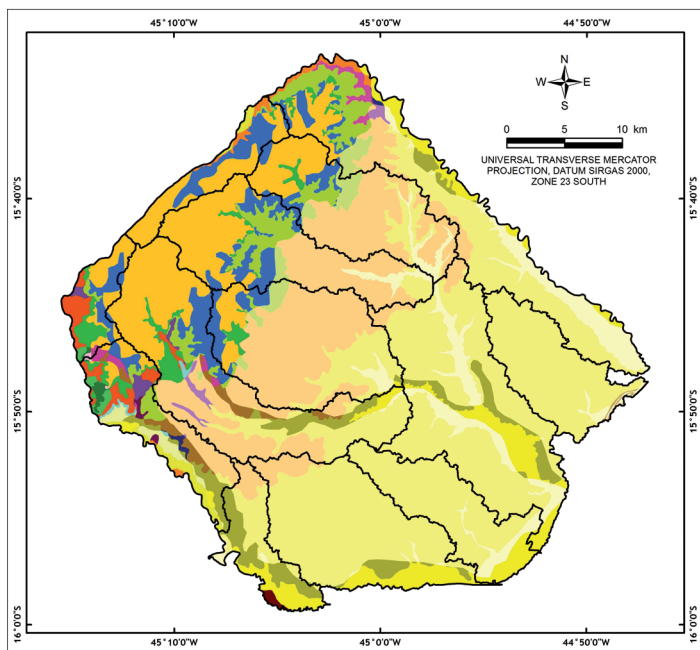 45°10'0"W 45°0'0"W 44°50'0"W
N
W E
S
0 5 10 km
UNIVERSAL TRANSVERSE MERCATOR
PROJECTION, DATUM SIRGAS 2000,
ZONE 23 SOUTH
15°40'0"S 15°40'0"S
15°50'0"S 15°50'0"S
16°0'0"S 16°0'0"S
45°10'0"W 45°0'0"W 44°50'0"W